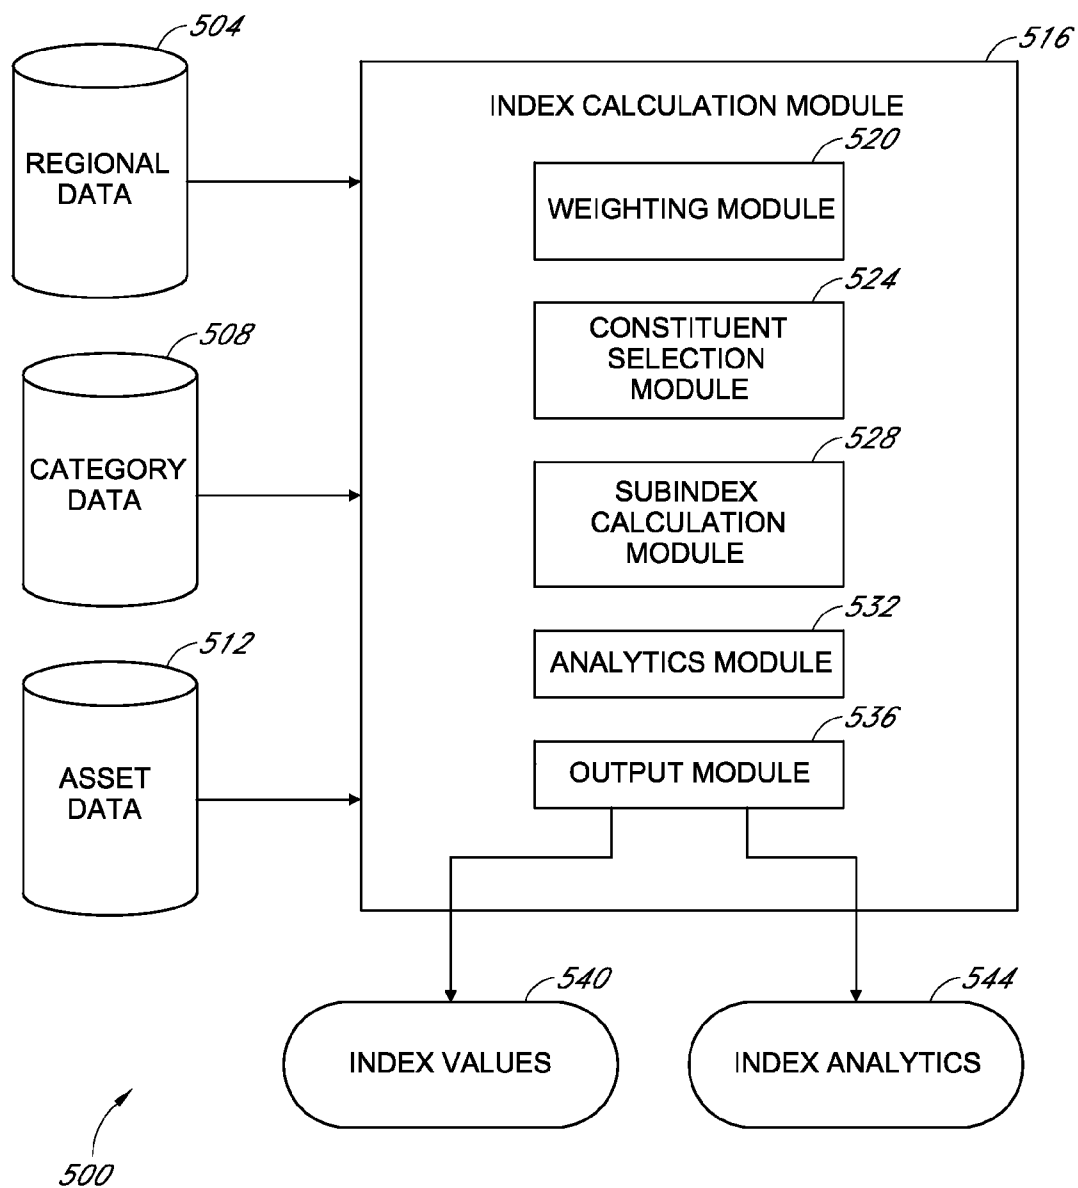 504
REGIONAL
DATA
508
CATEGORY
DATA
512
ASSET
DATA
516
INDEX CALCULATION MODULE
520
WEIGHTING MODULE
524
CONSTITUENT
SELECTION
MODULE
528
SUBINDEX
CALCULATION
MODULE
532
ANALYTICS MODULE
536
OUTPUT MODULE
540
INDEX VALUES
544
INDEX ANALYTICS
500